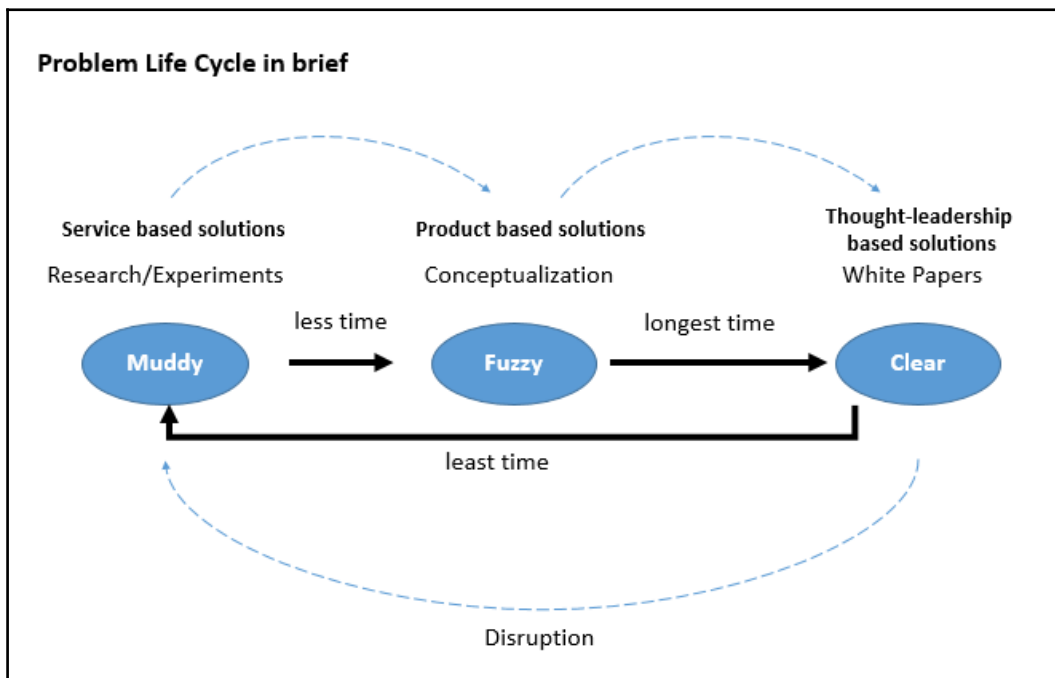 Problem Life Cycle in brief
Service based solutions
Research/Experiments
Product based solutions
Conceptualization
Thought-leadership
based solutions
White Papers
less time
longest time
Muddy
Fuzzy
Clear
least time
Disruption